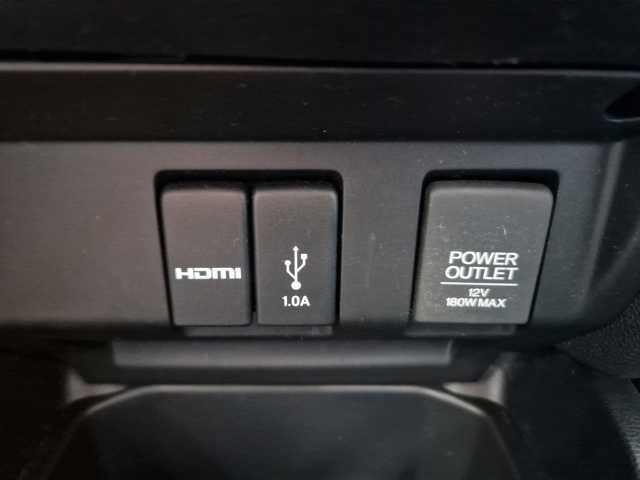 HDMI
1.0A
POWER
OUTLET
12V
180W MAX